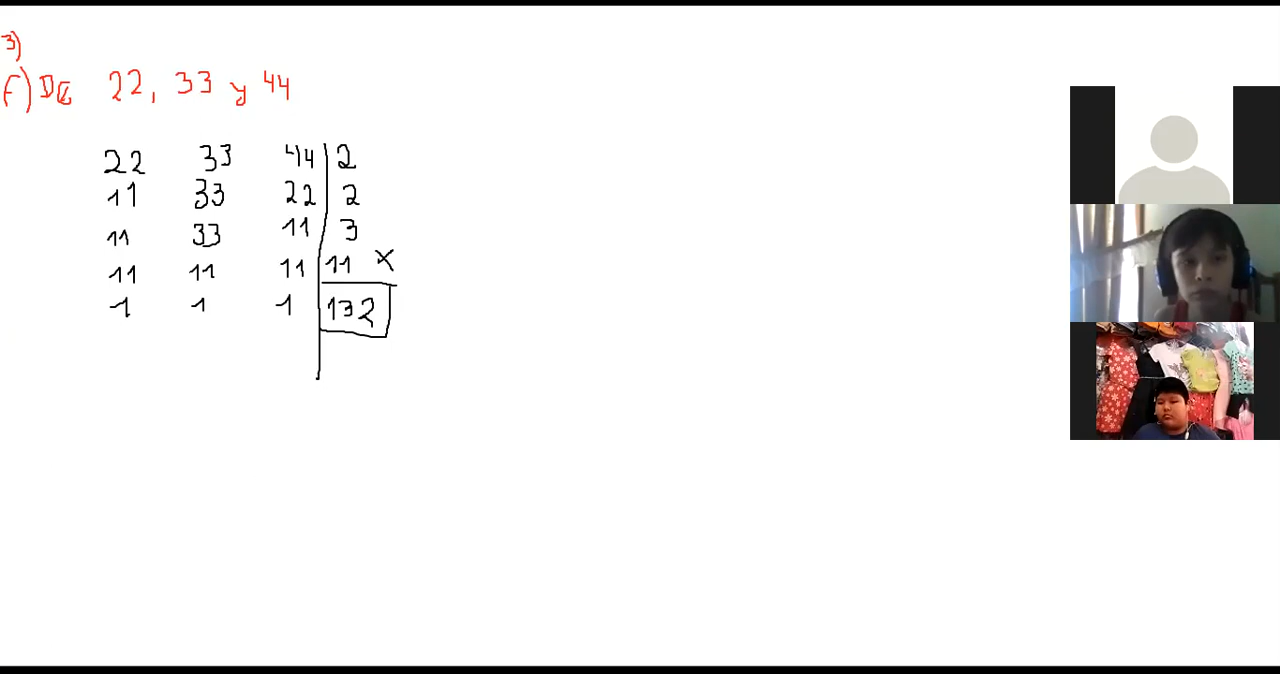 3)
F) De 22, 33 y 44
22 33 44 2
11 33 22 2
11 33 11 3
11 11 11 11 x
1 1 1 132